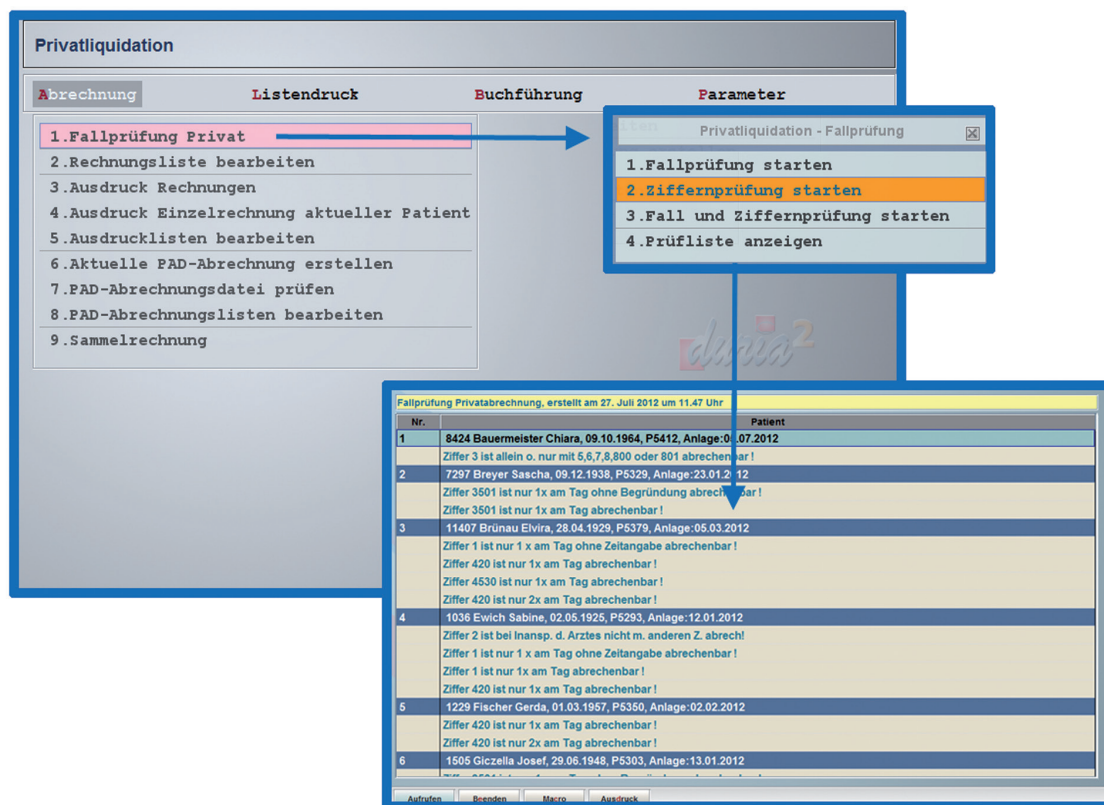 Privatliquidation
Abrechnung Listendruck Buchführung Parameter
1.Fallprüfung Privat
2.Rechnungsliste bearbeiten
3.Ausdruck Rechnungen
4.Ausdruck Einzelrechnung aktueller Patient
5.Ausdrucklisten bearbeiten
6.Aktuelle PAD-Abrechnung erstellen
7.PAD-Abrechnungsdatei prüfen
8.PAD-Abrechnungslisten bearbeiten
9.Sammelrechnung
Privatliquidation - Fallprüfung
1.Fallprüfung starten
2.Ziffernprüfung starten
3.Fall und Ziffernprüfung starten
4.Prüfliste anzeigen
duria2
Fallprüfung Privatabrechnung, erstellt am 27. Juli 2012 um 11.47 Uhr
Nr. Patient
1 8424 Bauermeister Chiara, 09.10.1964, P5412, Anlage:
Ziffer 3 ist allein o. nur mit 5,6,7,8,800 oder 801 abrechenbar !
2 7297 Breyer Sascha, 09.12.1938, P5329, Anlage:23.01.2012
Ziffer 3501 ist nur 1x am Tag ohne Begründung abrechenbar !
Ziffer 3501 ist nur 1x am Tag abrechenbar !
3 11407 Brünau Elvira, 28.04.1929, P5379, Anlage:05.03.2012
Ziffer 1 ist nur 1 x am Tag ohne Zeitangabe abrechenbar !
Ziffer 420 ist nur 1x am Tag abrechenbar !
Ziffer 4530 ist nur 1x am Tag abrechenbar !
Ziffer 420 ist nur 2x am Tag abrechenbar !
4 1036 Ewich Sabine, 02.05.1925, P5293, Anlage:12.01.2012
Ziffer 2 ist bei Inansp. d. Arztes nicht m. anderen Z. abrech!
Ziffer 1 ist nur 1 x am Tag ohne Zeitangabe abrechenbar !
Ziffer 1 ist nur 1x am Tag abrechenbar !
Ziffer 420 ist nur 1x am Tag abrechenbar !
5 1229 Fischer Gerda, 01.03.1957, P5350, Anlage:02.02.2012
Ziffer 420 ist nur 1x am Tag abrechenbar !
Ziffer 420 ist nur 2x am Tag abrechenbar !
6 1505 Giczella Josef, 29.06.1948, P5303, Anlage:13.01.2012
Aufrufen Beenden Macro Ausdruck